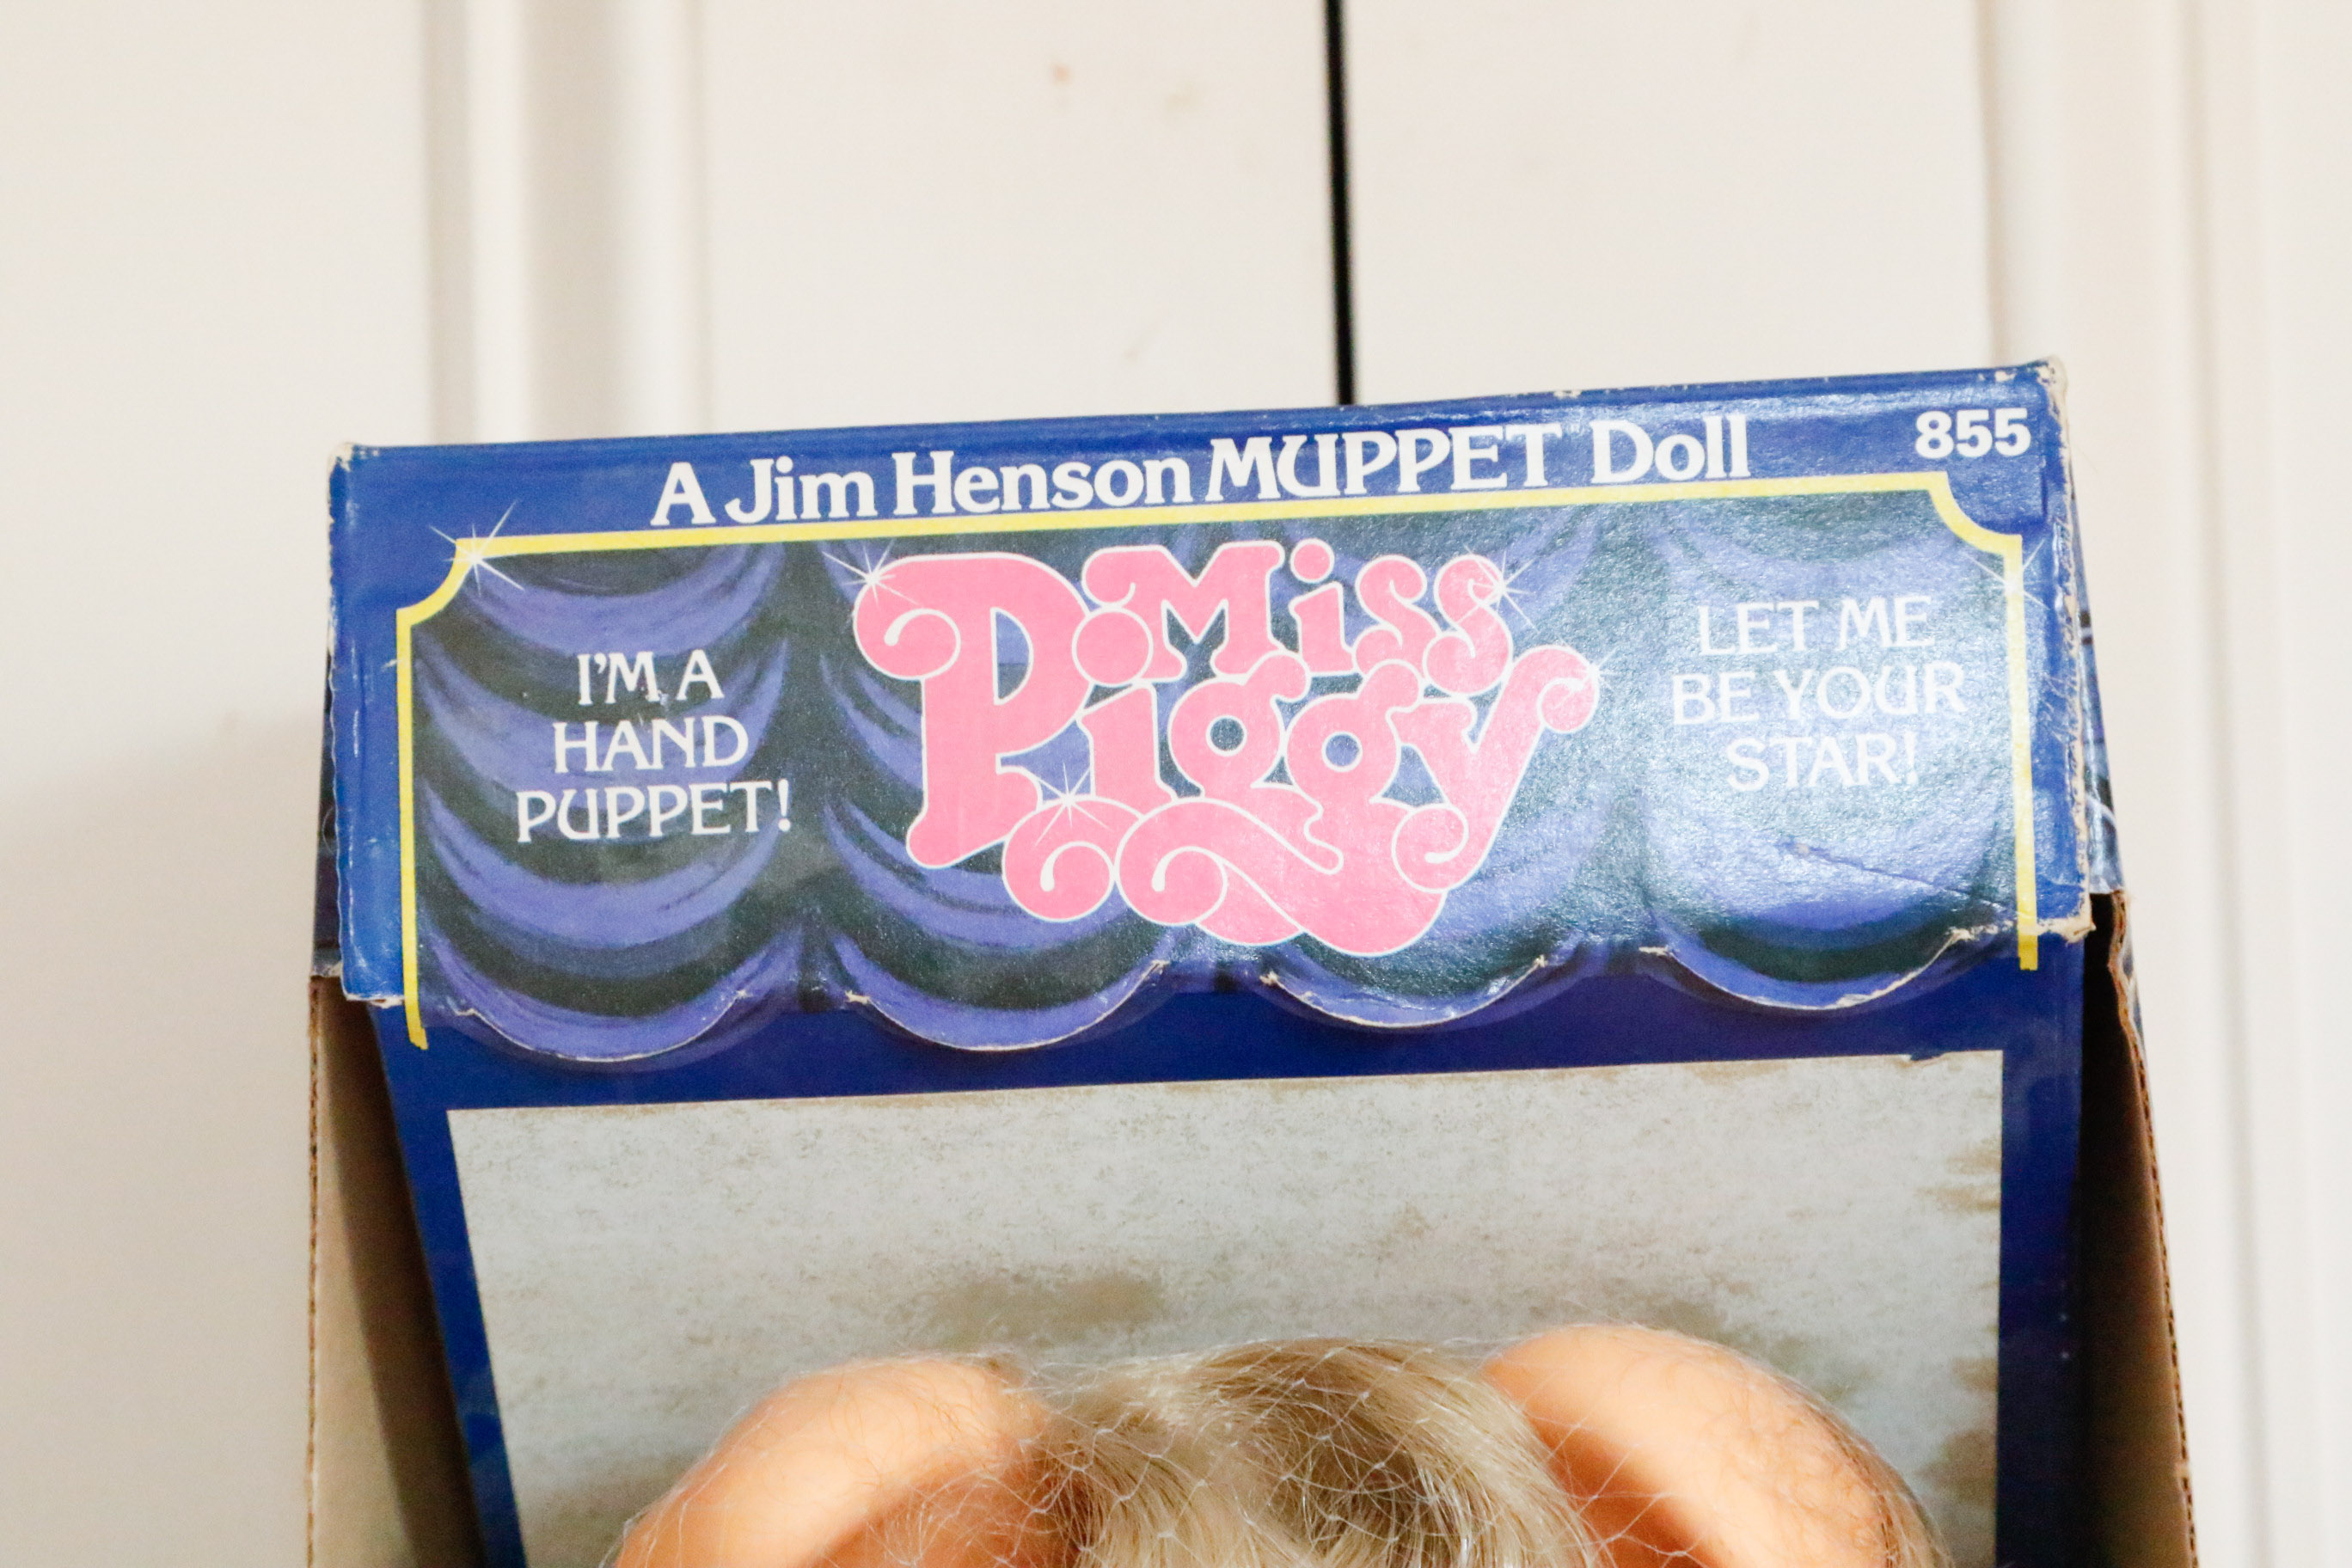 A Jim Henson MUPPET Doll
855
I'M A
HAND
PUPPET!
Miss
Piggy
LET ME
BE YOUR
STAR!